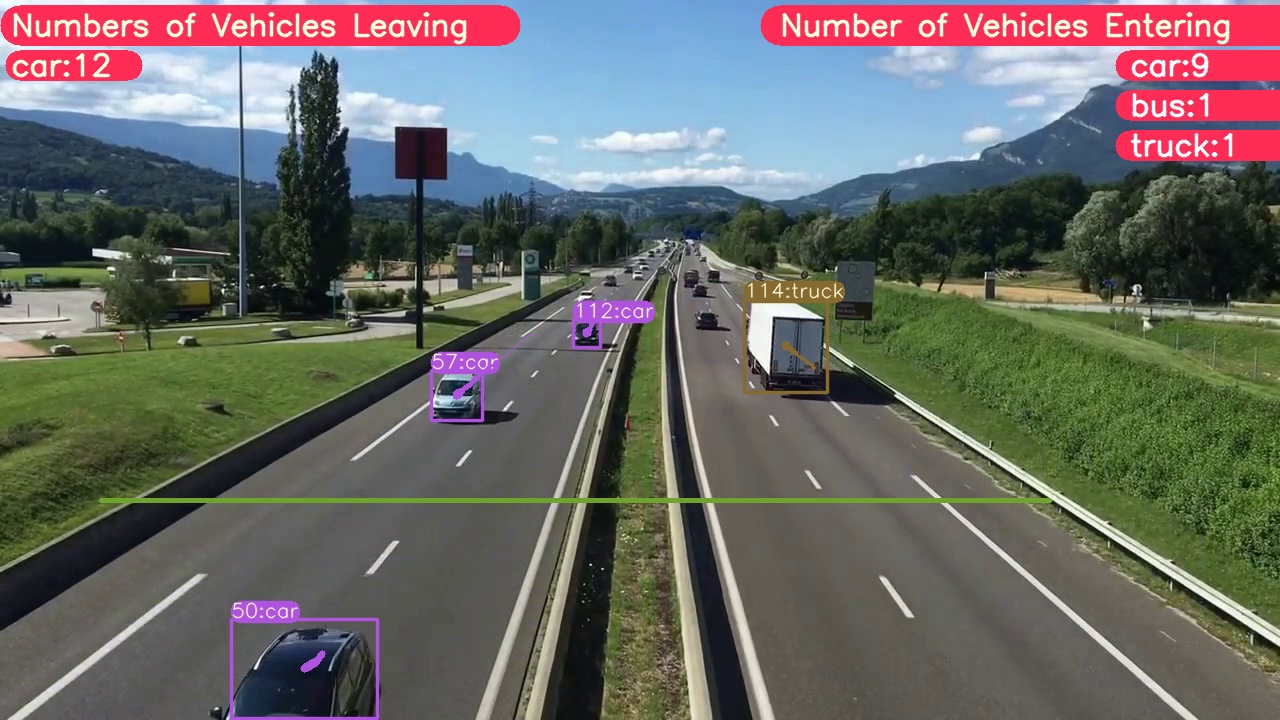 Numbers of Vehicles Leaving
car:12
Number of Vehicles Entering
car:9
bus:1
truck:1
114:truck
112:car
57:car
50:car